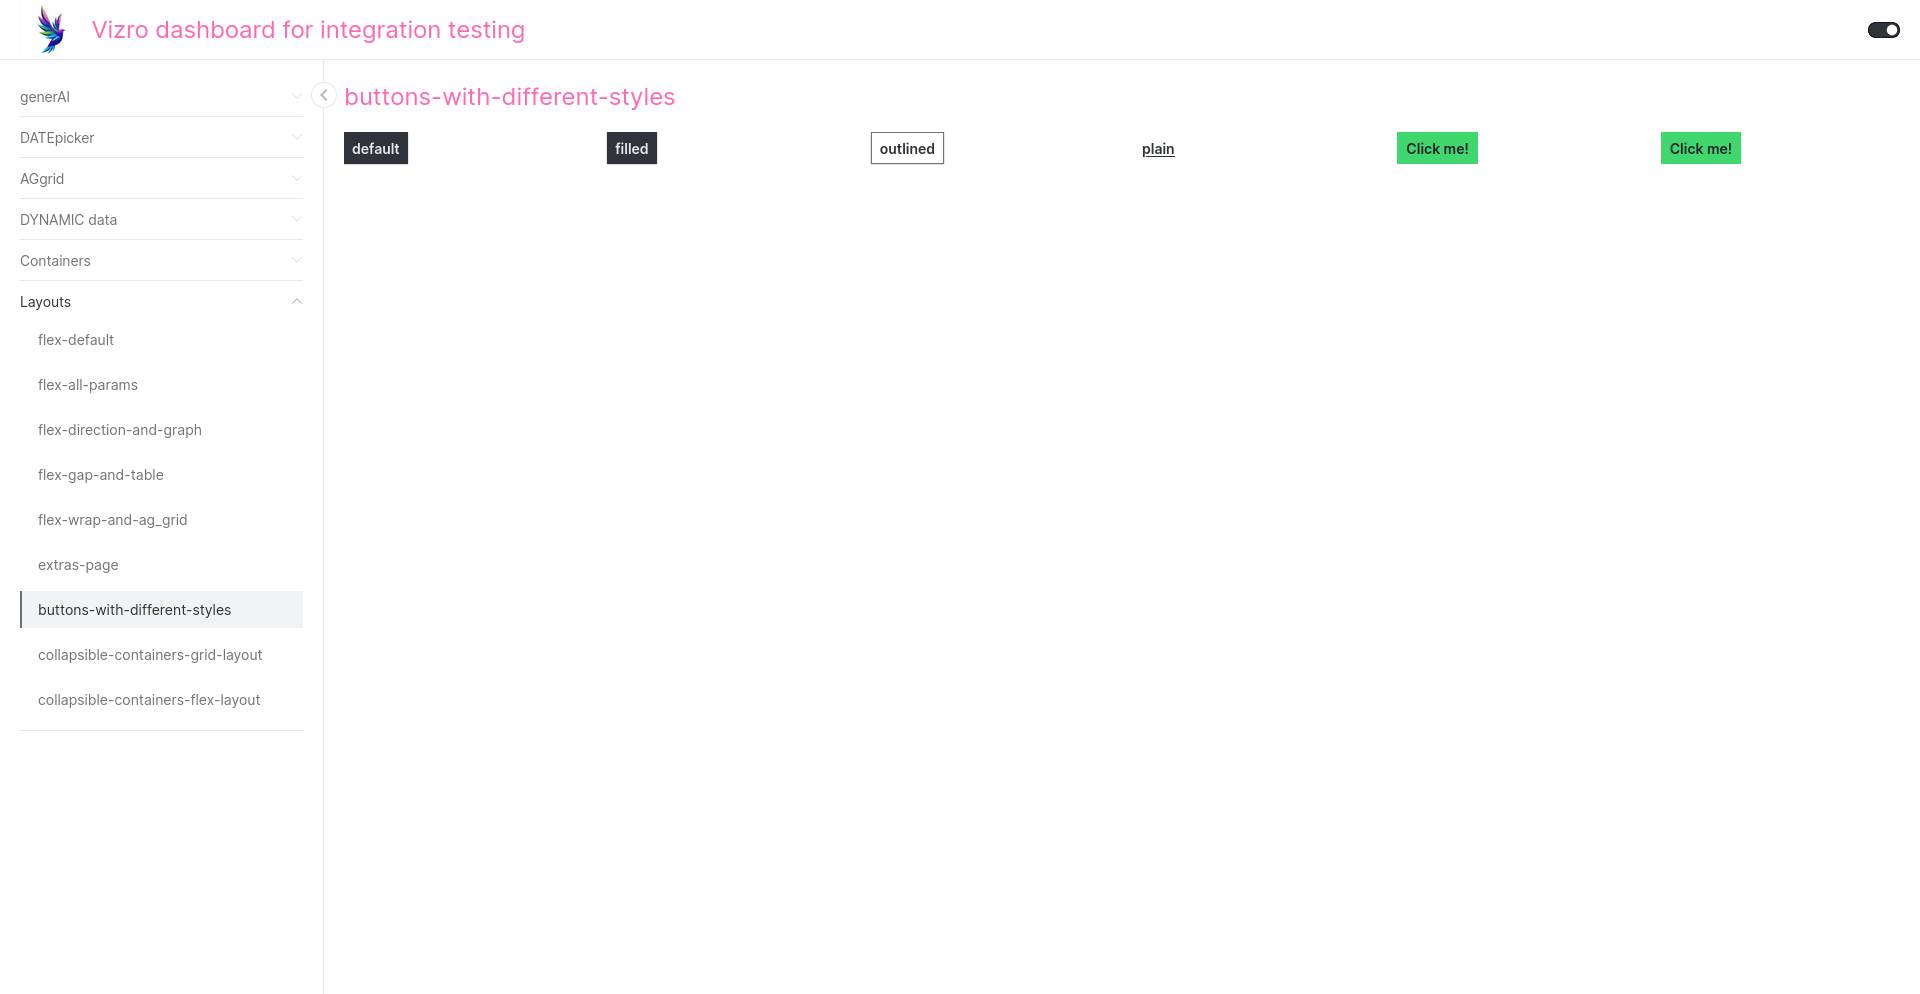 Vizro dashboard for integration testing
generAI
DATEpicker
AGgrid
DYNAMIC data
Containers
Layouts
flex-default
flex-all-params
flex-direction-and-graph
flex-gap-and-table
flex-wrap-and-ag_grid
extras-page
buttons-with-different-styles
collapsible-containers-grid-layout
collapsible-containers-flex-layout
buttons-with-different-styles
default filled outlined plain Click me! Click me!